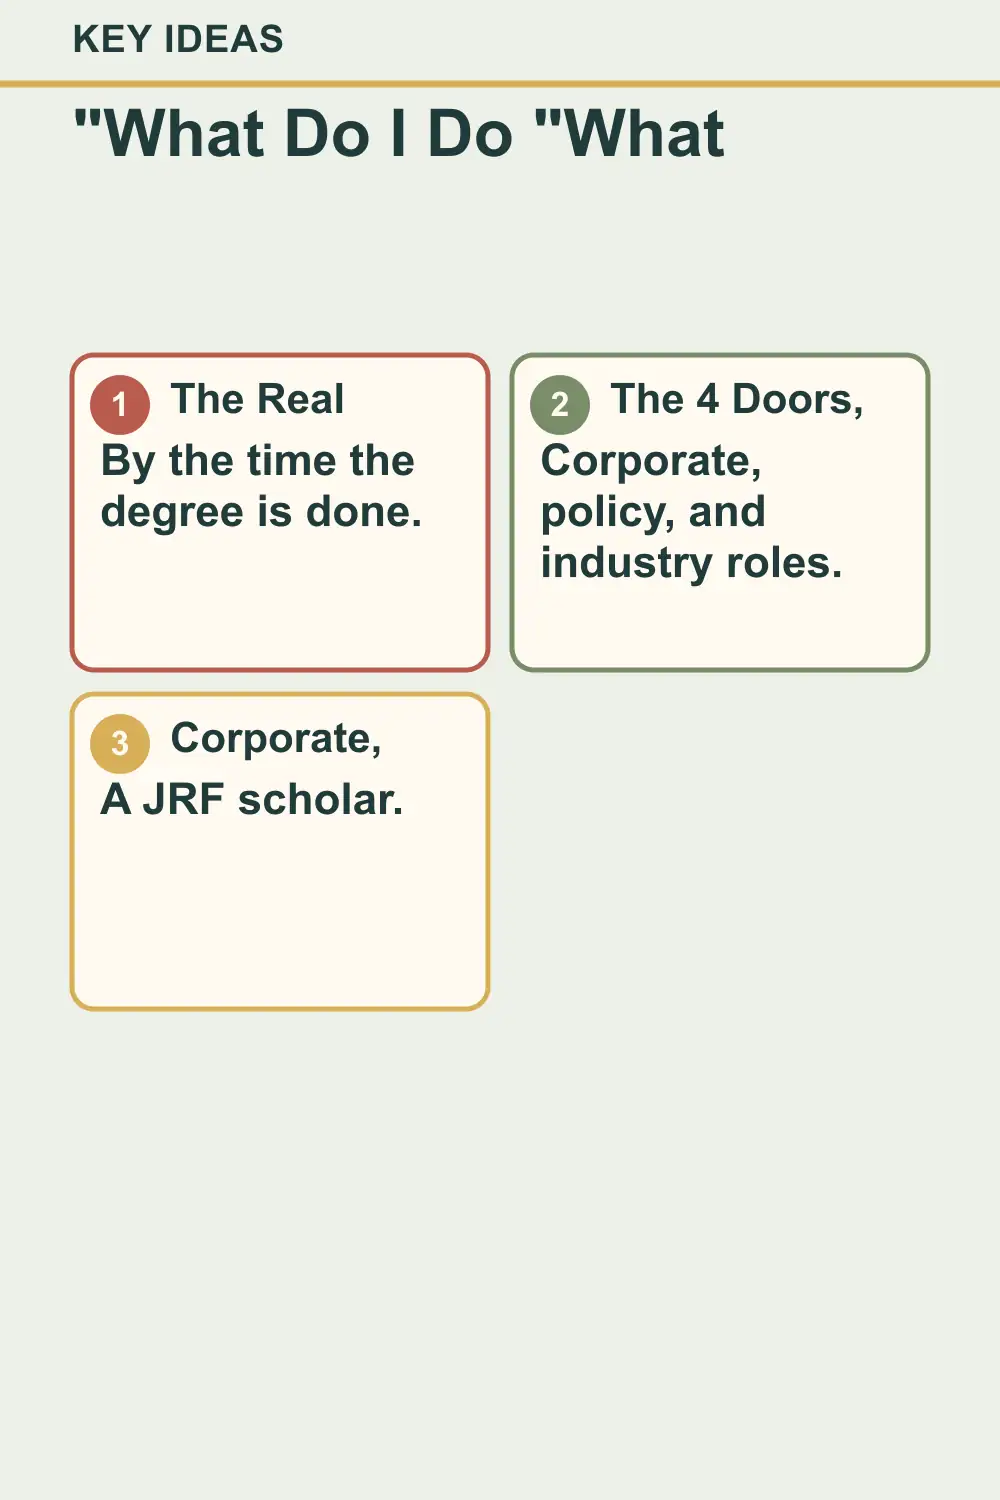 KEY IDEAS
"What Do I Do "What
1 The Real
By the time the
degree is done.
2 The 4 Doors,
Corporate,
policy, and
industry roles.
3 Corporate,
A JRF scholar.